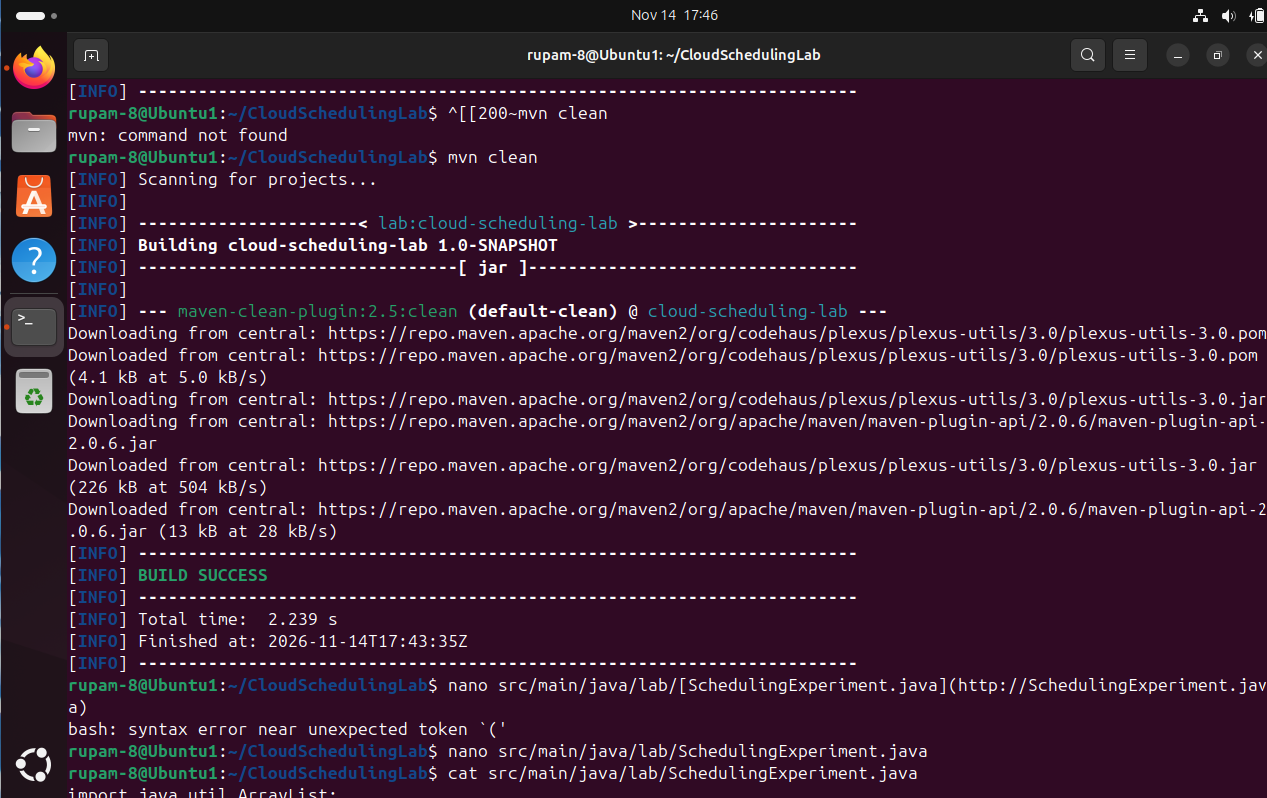 Nov 14 17:46
rupam-8@Ubuntu1: ~/CloudSchedulingLab
[INFO] ------------------------------------------------------------------------
rupam-8@Ubuntu1:~/CloudSchedulingLab$ ^[[200~mvn clean
mvn: command not found
rupam-8@Ubuntu1:~/CloudSchedulingLab$ mvn clean
[INFO] Scanning for projects...
[INFO]
[INFO] ----------------------< lab:cloud-scheduling-lab >----------------------
[INFO] Building cloud-scheduling-lab 1.0-SNAPSHOT
[INFO] --------------------------------[ jar ]---------------------------------
[INFO]
[INFO] --- maven-clean-plugin:2.5:clean (default-clean) @ cloud-scheduling-lab ---
Downloading from central: https://repo.maven.apache.org/maven2/org/codehaus/plexus/plexus-utils/3.0/plexus-utils-3.0.pom
Downloaded from central: https://repo.maven.apache.org/maven2/org/codehaus/plexus/plexus-utils/3.0/plexus-utils-3.0.pom
(4.1 kB at 5.0 kB/s)
Downloading from central: https://repo.maven.apache.org/maven2/org/codehaus/plexus/plexus-utils/3.0/plexus-utils-3.0.jar
Downloading from central: https://repo.maven.apache.org/maven2/org/apache/maven/maven-plugin-api/2.0.6/maven-plugin-api-
2.0.6.jar
Downloaded from central: https://repo.maven.apache.org/maven2/org/codehaus/plexus/plexus-utils/3.0/plexus-utils-3.0.jar
(226 kB at 504 kB/s)
Downloaded from central: https://repo.maven.apache.org/maven2/org/apache/maven/maven-plugin-api/2.0.6/maven-plugin-api-2
.0.6.jar (13 kB at 28 kB/s)
[INFO] ------------------------------------------------------------------------
[INFO] BUILD SUCCESS
[INFO] ------------------------------------------------------------------------
[INFO] Total time:  2.239 s
[INFO] Finished at: 2026-11-14T17:43:35Z
[INFO] ------------------------------------------------------------------------
rupam-8@Ubuntu1:~/CloudSchedulingLab$ nano src/main/java/lab/[SchedulingExperiment.java](http://SchedulingExperiment.jav
a)
bash: syntax error near unexpected token `('
rupam-8@Ubuntu1:~/CloudSchedulingLab$ nano src/main/java/lab/SchedulingExperiment.java
rupam-8@Ubuntu1:~/CloudSchedulingLab$ cat src/main/java/lab/SchedulingExperiment.java
import java.util.ArrayList;